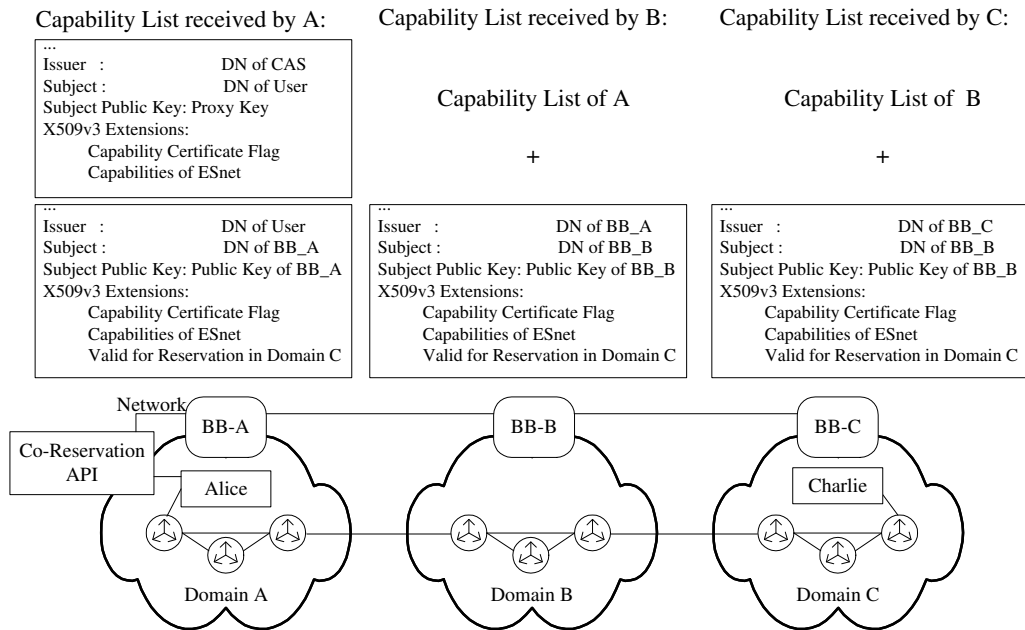 Capability List received by A:
Capability List received by B:
Capability List received by C:
...
Issuer : DN of CAS
Subject : DN of User
Subject Public Key: Proxy Key
X509v3 Extensions:
Capability Certificate Flag
Capabilities of ESnet
Capability List of A
+
Capability List of B
+
...
Issuer : DN of User
Subject : DN of BB_A
Subject Public Key: Public Key of BB_A
X509v3 Extensions:
Capability Certificate Flag
Capabilities of ESnet
Valid for Reservation in Domain C
...
Issuer : DN of BB_A
Subject : DN of BB_B
Subject Public Key: Public Key of BB_B
X509v3 Extensions:
Capability Certificate Flag
Capabilities of ESnet
Valid for Reservation in Domain C
...
Issuer : DN of BB_C
Subject : DN of BB_B
Subject Public Key: Public Key of BB_B
X509v3 Extensions:
Capability Certificate Flag
Capabilities of ESnet
Valid for Reservation in Domain C
Network
BB-A
BB-B
BB-C
Co-Reservation
API
Alice
Charlie
Domain A
Domain B
Domain C